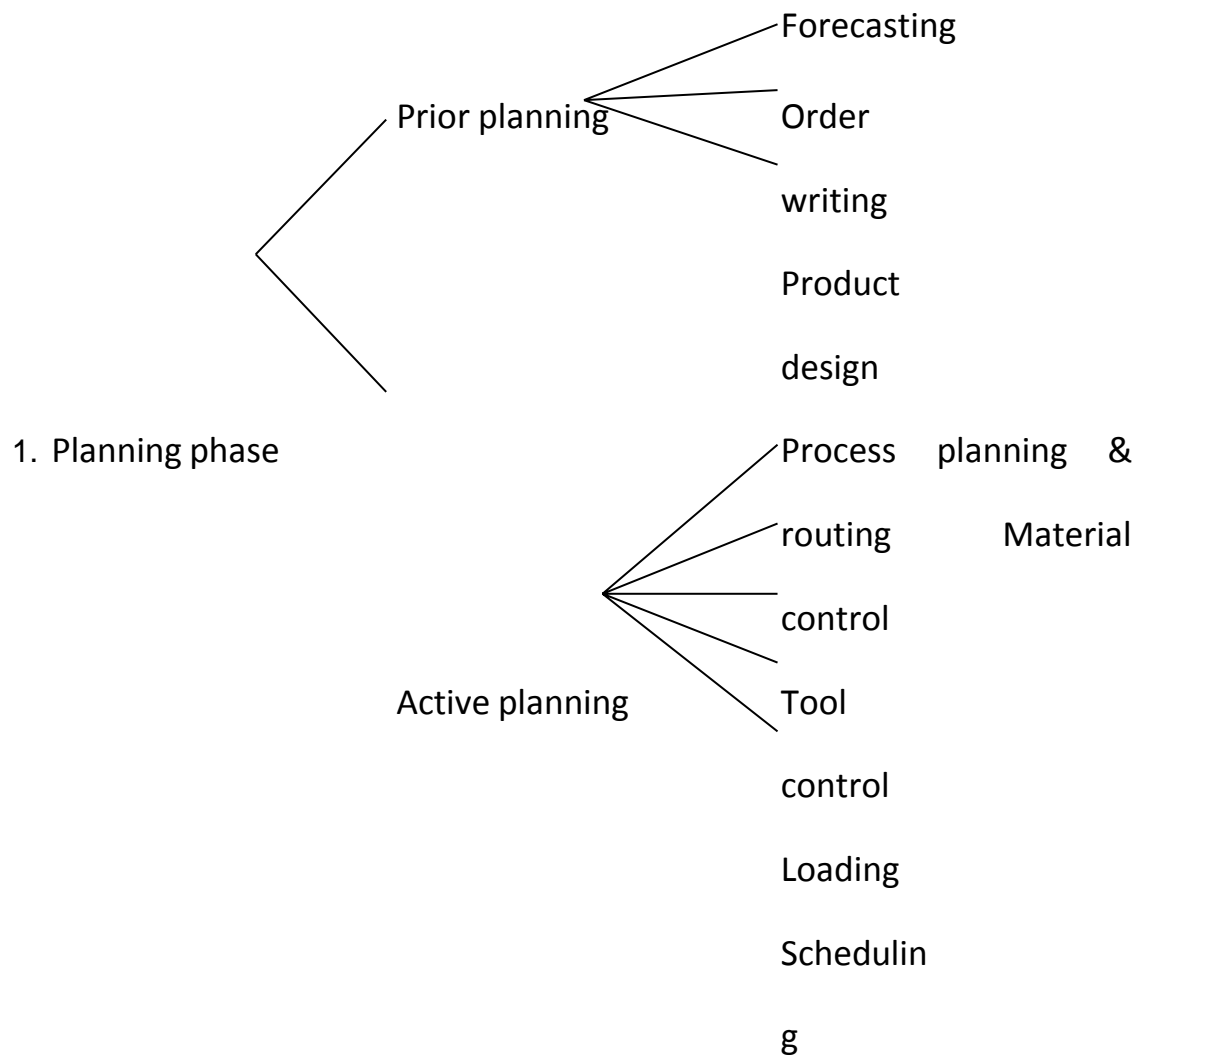 Forecasting
Prior planning Order
writing
Product
design
1. Planning phase Process planning &
routing Material
control
Active planning Tool
control
Loading
Schedulin
g